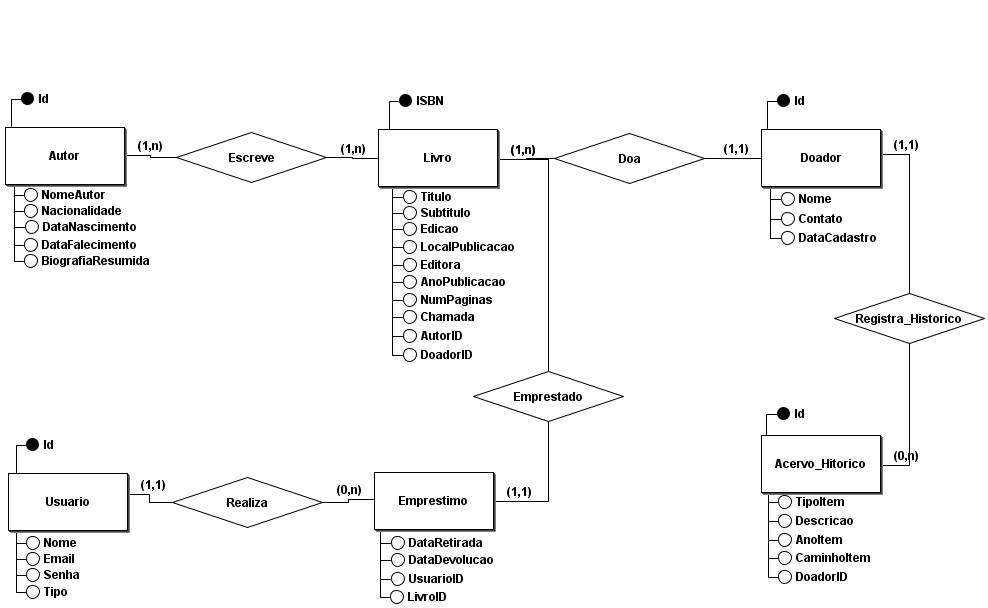 Id
Autor
NomeAutor
Nacionalidade
DataNascimento
DataFalecimento
BiografiaResumida
(1,n)
Escreve
(1,n)
ISBN
Livro
Titulo
Subtitulo
Edicao
LocalPublicacao
Editora
AnoPublicacao
NumPaginas
Chamada
AutorID
DoadorID
(1,n)
Doa
(1,1)
Id
Doador
Nome
Contato
DataCadastro
(1,1)
Registra_Historico
(0,n)
Id
Acervo_Hitorico
TipoItem
Descricao
AnoItem
CaminhoItem
DoadorID
Emprestado
(1,1)
Id
Usuario
Nome
Email
Senha
Tipo
(1,1)
Realiza
(0,n)
Emprestimo
DataRetirada
DataDevolucao
UsuarioID
LivroID